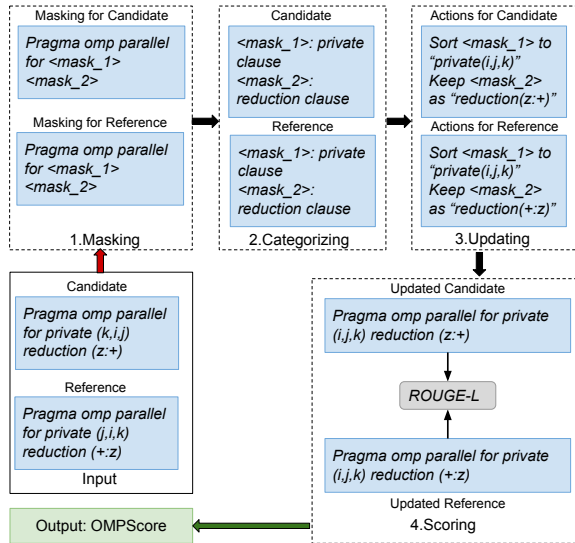 Masking for Candidate
Pragma omp parallel
for <mask_1>
<mask_2>
Masking for Reference
Pragma omp parallel
for <mask_1>
<mask_2>
1.Masking
Candidate
<mask_1>: private
clause
<mask_2>:
reduction clause
Reference
<mask_1>: private
clause
<mask_2>:
reduction clause
2.Categorizing
Actions for Candidate
Sort <mask_1> to
“private(i,j,k)”
Keep <mask_2>
as “reduction(z:+)”
Actions for Reference
Sort <mask_1> to
“private(i,j,k)”
Keep <mask_2>
as “reduction(+:z)”
3.Updating
Candidate
Pragma omp parallel
for private (k,i,j)
reduction (z:+)
Reference
Pragma omp parallel
for private (j,i,k)
reduction (+:z)
Input
Updated Candidate
Pragma omp parallel for private
(i,j,k) reduction (z:+)
ROUGE-L
Pragma omp parallel for private
(i,j,k) reduction (+:z)
Updated Reference
4.Scoring
Output: OMPScore